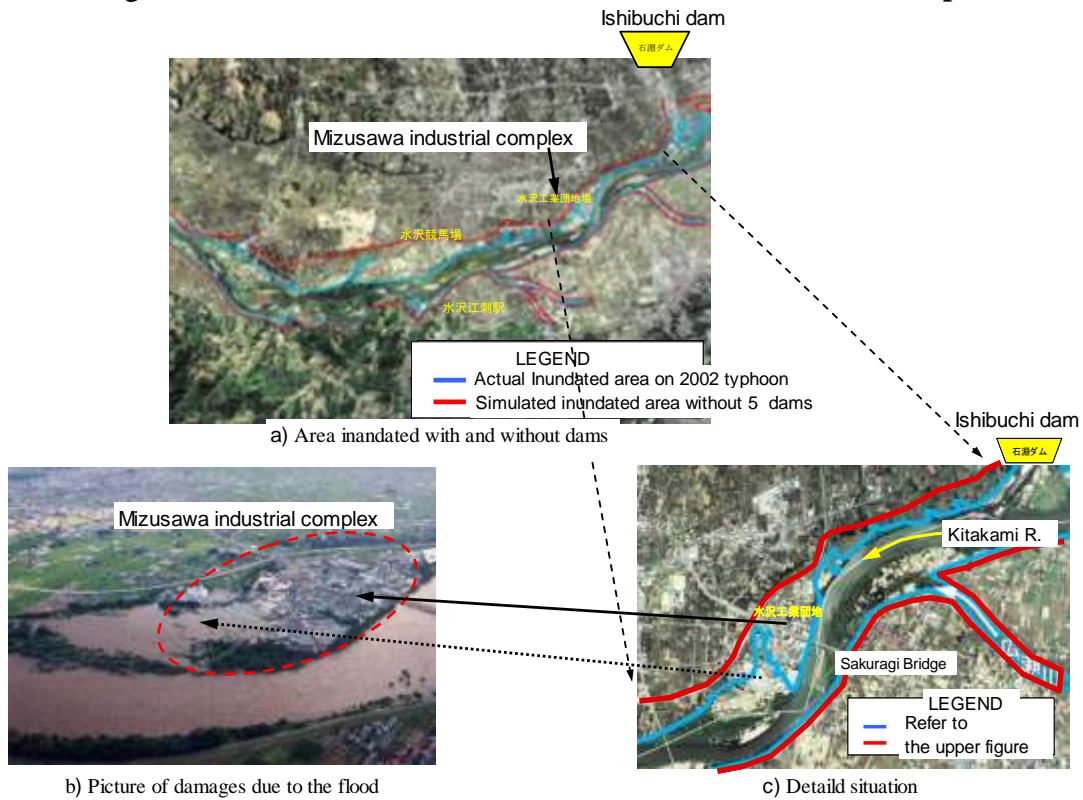 Ishibuchi dam
石淵ダム
Mizusawa industrial complex
水沢工業団地場
水沢競馬場
水沢江刺駅
LEGEND
Actual Inundated area on 2002 typhoon
Simulated inundated area without 5 dams
a) Area inandated with and without dams
Ishibuchi dam
石淵ダム
Mizusawa industrial complex
Kitakami R.
水沢工業団地
Sakuragi Bridge
LEGEND
Refer to
the upper figure
b) Picture of damages due to the flood
c) Detaild situation